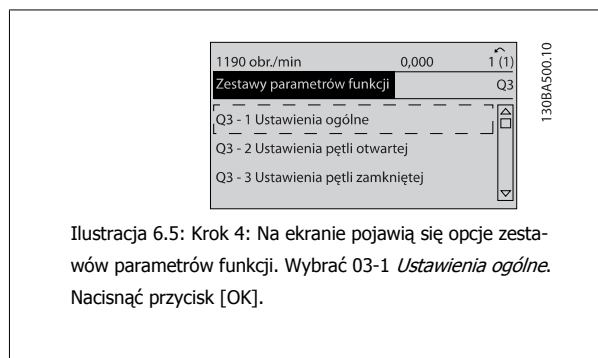 1190 obr./min 0,000 1 (1)
Zestawy parametrów funkcji Q3
Q3 - 1 Ustawienia ogólne
Q3 - 2 Ustawienia pętli otwartej
Q3 - 3 Ustawienia pętli zamkniętej
130BA500.10
Ilustracja 6.5: Krok 4: Na ekranie pojawią się opcje zesta-
wów parametrów funkcji. Wybrać 03-1 Ustawienia ogólne.
Nacisnąć przycisk [OK].